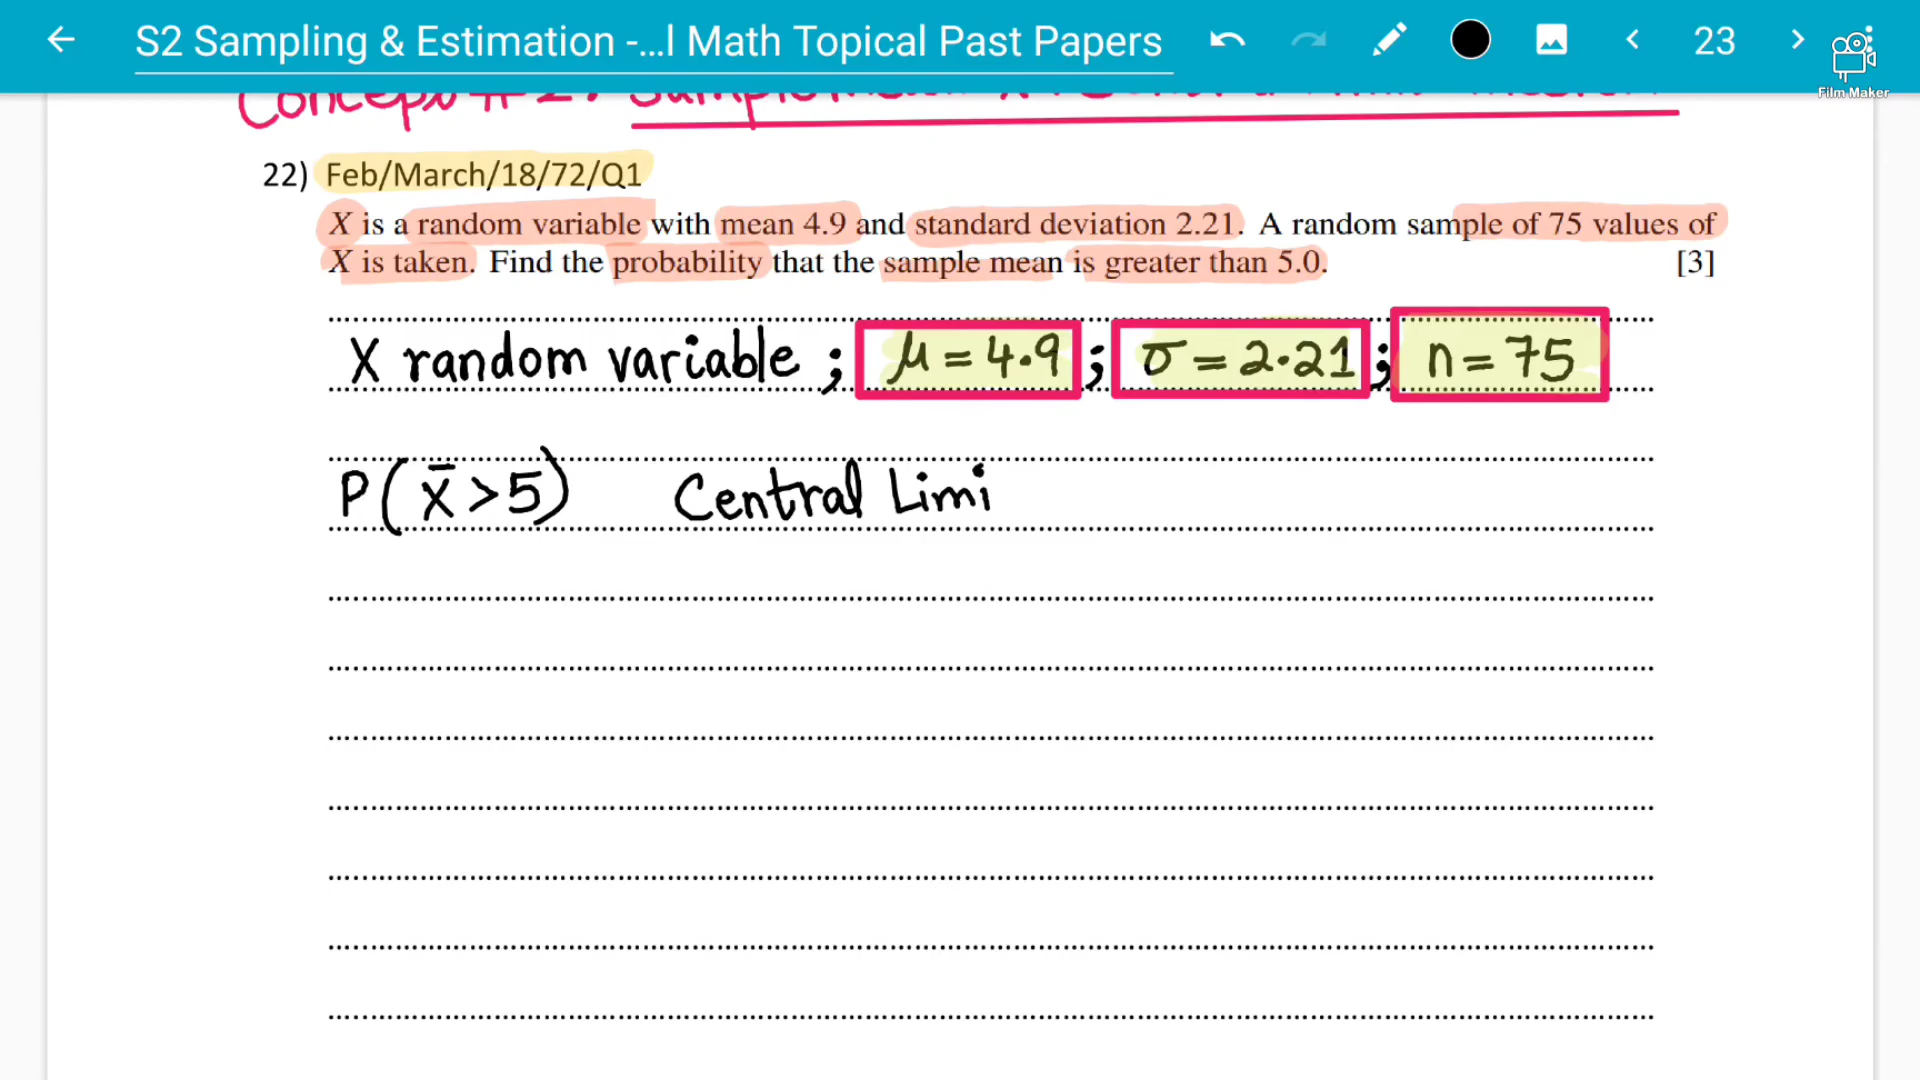 S2 Sampling & Estimation -...l Math Topical Past Papers 23
Film Maker
22) Feb/March/18/72/Q1
X is a random variable with mean 4.9 and standard deviation 2.21. A random sample of 75 values of
X is taken. Find the probability that the sample mean is greater than 5.0. [3]
X random variable ; μ = 4.9 ; σ = 2.21 ; n = 75
P(x̄ > 5) Central Limi